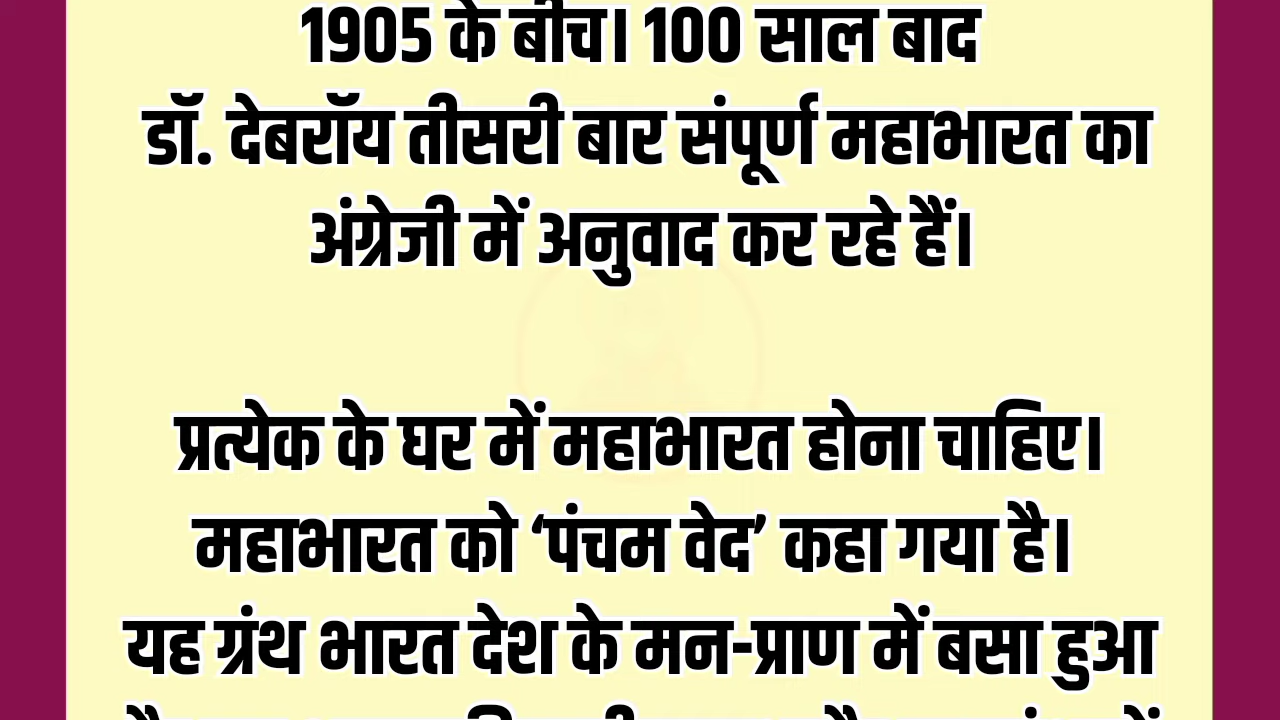 1905 के बीच। 100 साल बाद
डॉ. देबरॉय तीसरी बार संपूर्ण महाभारत का
अंग्रेजी में अनुवाद कर रहे हैं।
प्रत्येक के घर में महाभारत होना चाहिए।
महाभारत को ‘पंचम वेद’ कहा गया है।
यह ग्रंथ भारत देश के मन-प्राण में बसा हुआ